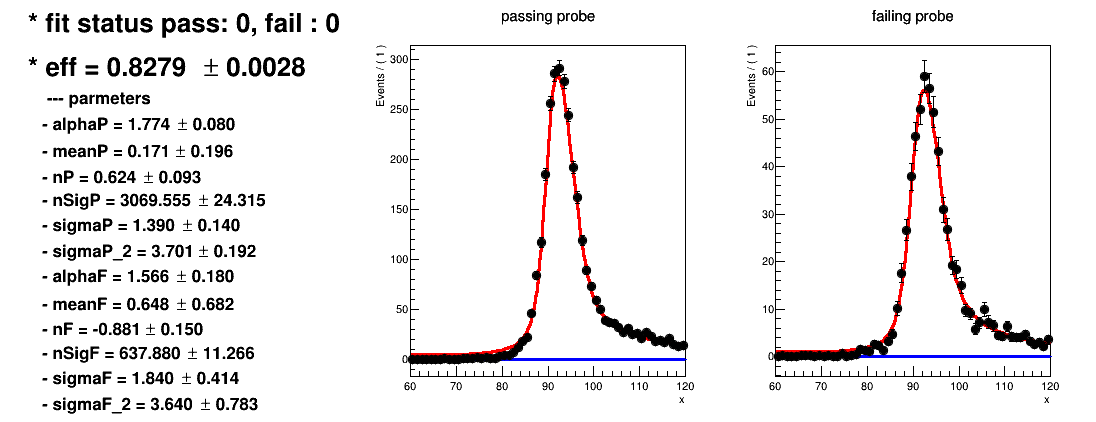 * fit status pass: 0, fail : 0
* eff = 0.8279 ± 0.0028
--- parmeters
- alphaP = 1.774 ± 0.080
- meanP = 0.171 ± 0.196
- nP = 0.624 ± 0.093
- nSigP = 3069.555 ± 24.315
- sigmaP = 1.390 ± 0.140
- sigmaP_2 = 3.701 ± 0.192
- alphaF = 1.566 ± 0.180
- meanF = 0.648 ± 0.682
- nF = -0.881 ± 0.150
- nSigF = 637.880 ± 11.266
- sigmaF = 1.840 ± 0.414
- sigmaF_2 = 3.640 ± 0.783
passing probe
Events / ( 1 )
300
250
200
150
100
50
0
60 70 80 90 100 110 120
x
failing probe
Events / ( 1 )
60
50
40
30
20
10
0
60 70 80 90 100 110 120
x